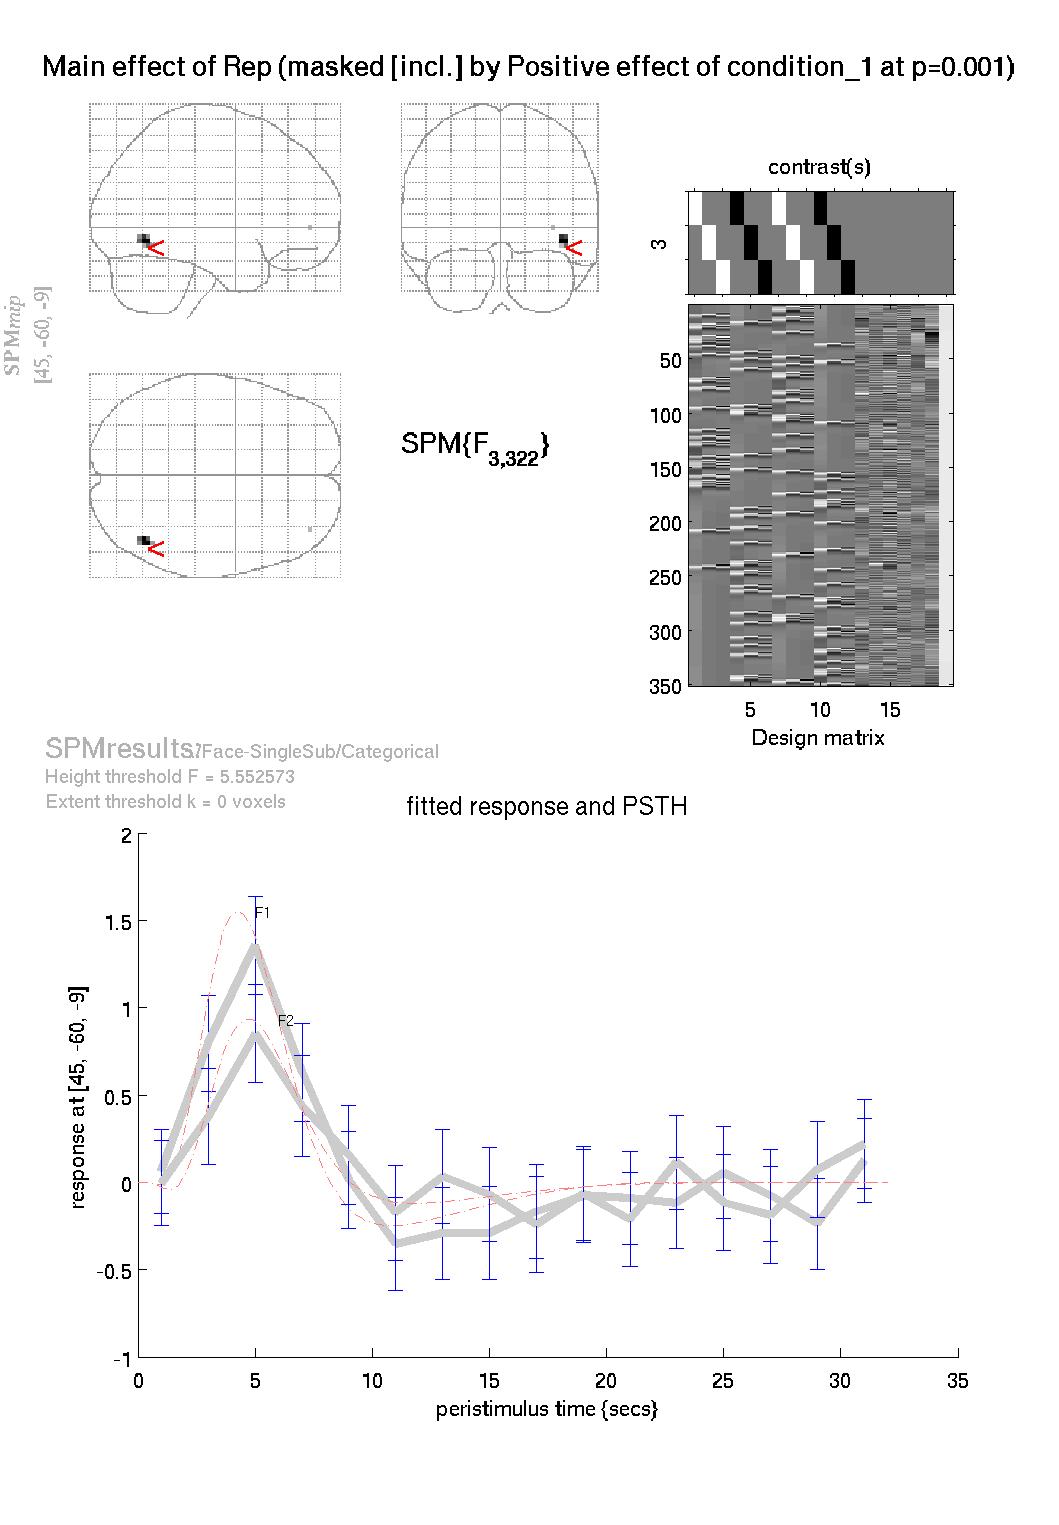 Main effect of Rep (masked [incl.] by Positive effect of condition_1 at p=0.001)
SPMmip
[45, -60, -9]
<
<
<
SPM{F3,322}
contrast(s)
3
50
100
150
200
250
300
350
5 10 15
Design matrix
SPMresults:
/Face-SingleSub/Categorical
Height threshold F = 5.552573
Extent threshold k = 0 voxels
fitted response and PSTH
response at [45, -60, -9]
2
1.5
1
0.5
0
-0.5
-1
F1
F2
0 5 10 15 20 25 30 35
peristimulus time {secs}